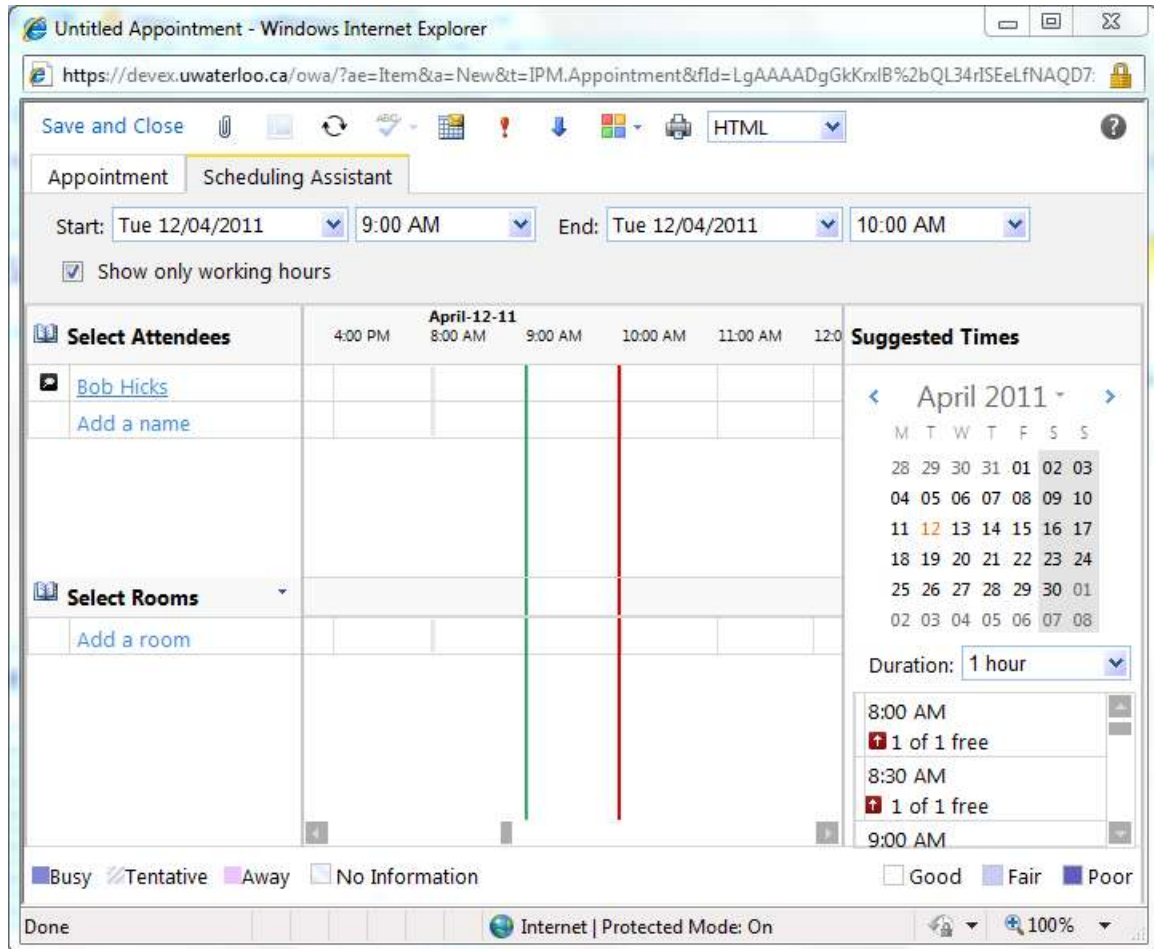 Untitled Appointment - Windows Internet Explorer
https://devex.uwaterloo.ca/owa/?ae=Item&a=New&t=IPM.Appointment&fId=LgAAAADgGkKrxlB%2bQL34rISEeLfNAQD7:
Save and Close ABC HTML
Appointment Scheduling Assistant
Start: Tue 12/04/2011 9:00 AM End: Tue 12/04/2011 10:00 AM
Show only working hours
April-12-11
Select Attendees 4:00 PM 8:00 AM 9:00 AM 10:00 AM 11:00 AM 12:0 Suggested Times
Bob Hicks
Add a name
April 2011
M T W T F S S
28 29 30 31 01 02 03
04 05 06 07 08 09 10
11 12 13 14 15 16 17
18 19 20 21 22 23 24
25 26 27 28 29 30 01
02 03 04 05 06 07 08
Select Rooms
Add a room
Duration: 1 hour
8:00 AM
1 of 1 free
8:30 AM
1 of 1 free
9:00 AM
Busy Tentative Away No Information Good Fair Poor
Done Internet | Protected Mode: On 100%